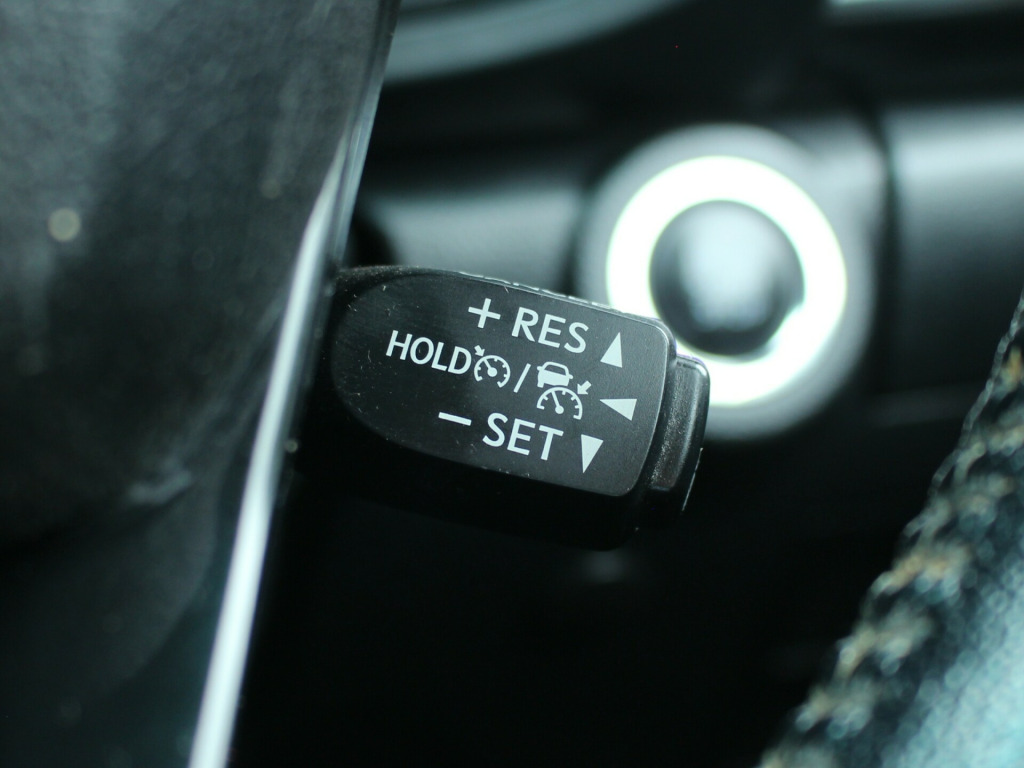 + RES ▲
HOLD / ◀
− SET ▼